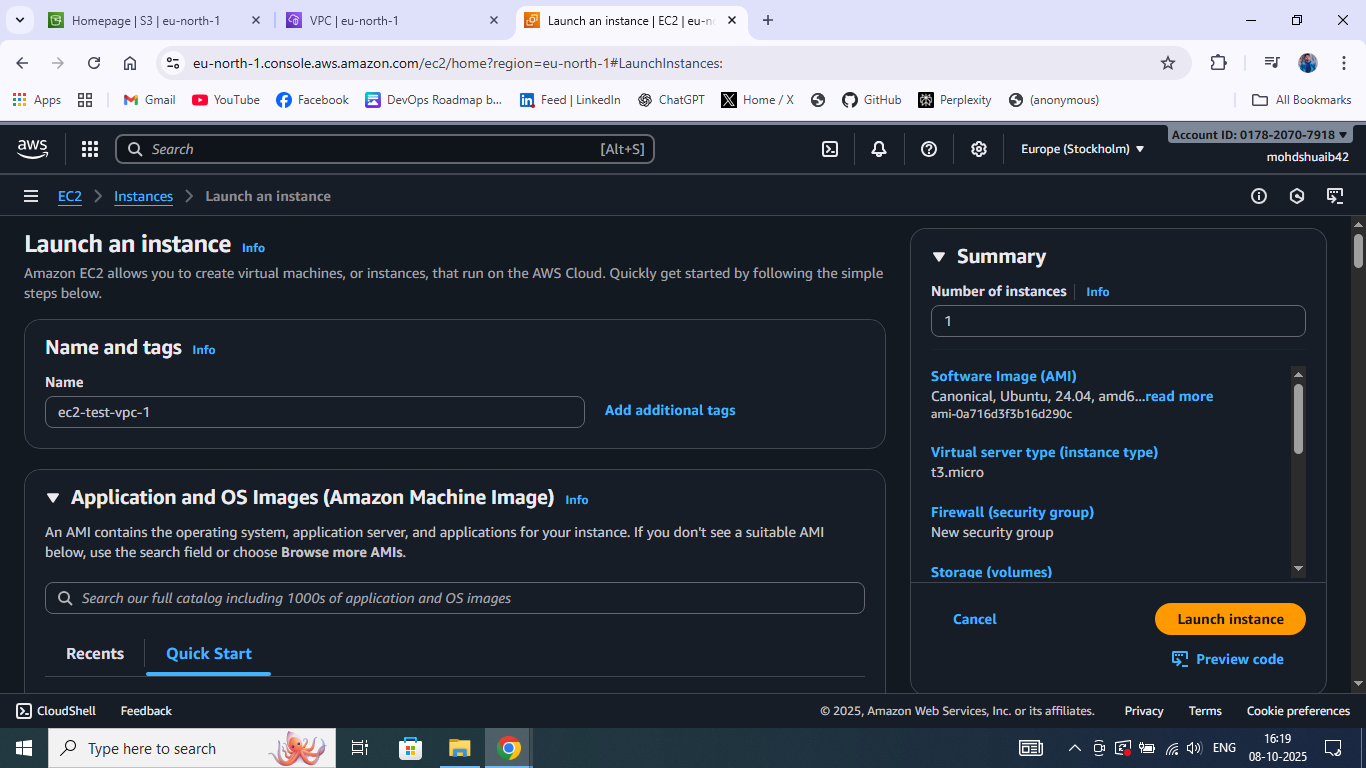 Homepage | S3 | eu-north-1
VPC | eu-north-1
Launch an instance | EC2 | eu-n
eu-north-1.console.aws.amazon.com/ec2/home?region=eu-north-1#LaunchInstances:
Apps
Gmail
YouTube
Facebook
DevOps Roadmap b...
Feed | LinkedIn
ChatGPT
Home / X
GitHub
Perplexity
(anonymous)
All Bookmarks
aws
Search
[Alt+S]
Europe (Stockholm)
Account ID: 0178-2070-7918
mohdshuaib42
EC2
Instances
Launch an instance
Launch an instance Info
Amazon EC2 allows you to create virtual machines, or instances, that run on the AWS Cloud. Quickly get started by following the simple
steps below.
Name and tags Info
Name
ec2-test-vpc-1
Add additional tags
Application and OS Images (Amazon Machine Image) Info
An AMI contains the operating system, application server, and applications for your instance. If you don't see a suitable AMI
below, use the search field or choose Browse more AMIs.
Search our full catalog including 1000s of application and OS images
Recents
Quick Start
Summary
Number of instances Info
1
Software Image (AMI)
Canonical, Ubuntu, 24.04, amd6...read more
ami-0a716d3f3b16d290c
Virtual server type (instance type)
t3.micro
Firewall (security group)
New security group
Storage (volumes)
Cancel
Launch instance
Preview code
CloudShell
Feedback
© 2025, Amazon Web Services, Inc. or its affiliates.
Privacy
Terms
Cookie preferences
Type here to search
ENG
16:19
08-10-2025